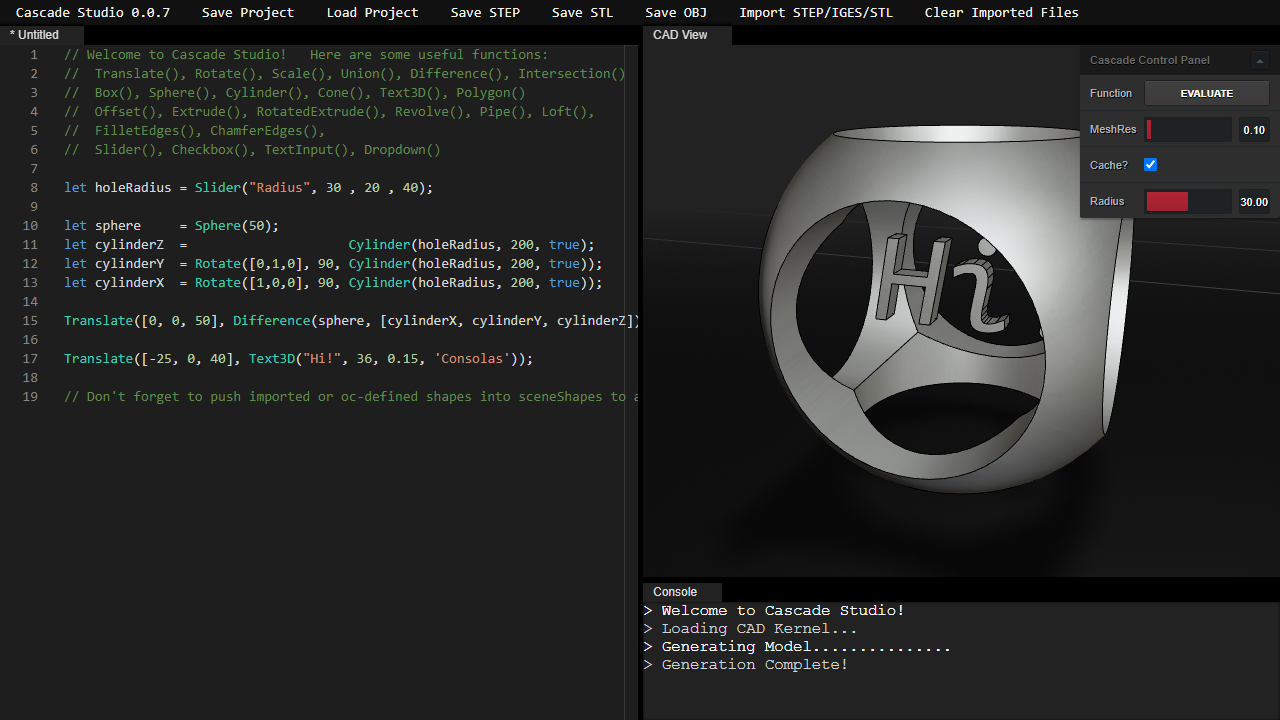 Cascade Studio 0.0.7 Save Project Load Project Save STEP Save STL Save OBJ Import STEP/IGES/STL Clear Imported Files
* Untitled
1 // Welcome to Cascade Studio!   Here are some useful functions:
2 //  Translate(), Rotate(), Scale(), Union(), Difference(), Intersection()
3 //  Box(), Sphere(), Cylinder(), Cone(), Text3D(), Polygon()
4 //  Offset(), Extrude(), RotatedExtrude(), Revolve(), Pipe(), Loft(),
5 //  FilletEdges(), ChamferEdges(),
6 //  Slider(), Checkbox(), TextInput(), Dropdown()
7
8 let holeRadius = Slider("Radius", 30 , 20 , 40);
9
10 let sphere     = Sphere(50);
11 let cylinderZ  =                     Cylinder(holeRadius, 200, true);
12 let cylinderY  = Rotate([0,1,0], 90, Cylinder(holeRadius, 200, true));
13 let cylinderX  = Rotate([1,0,0], 90, Cylinder(holeRadius, 200, true));
14
15 Translate([0, 0, 50], Difference(sphere, [cylinderX, cylinderY, cylinderZ])
16
17 Translate([-25, 0, 40], Text3D("Hi!", 36, 0.15, 'Consolas'));
18
19 // Don't forget to push imported or oc-defined shapes into sceneShapes to a
CAD View
Cascade Control Panel
Function EVALUATE
MeshRes 0.10
Cache?
Radius 30.00
Hi
Console
> Welcome to Cascade Studio!
> Loading CAD Kernel...
> Generating Model...............
> Generation Complete!